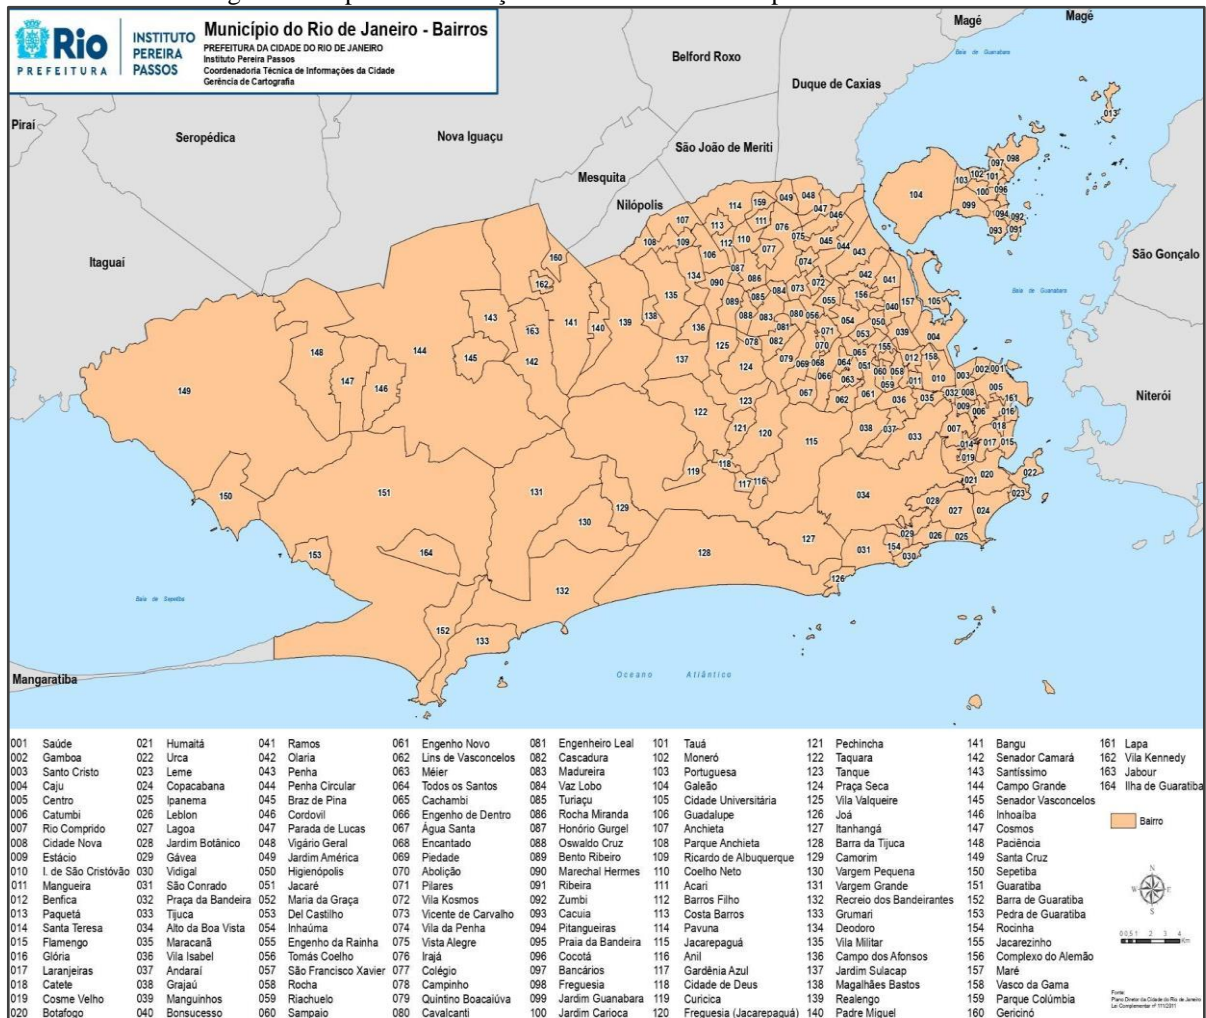 Rio
PREFEITURA
INSTITUTO
PEREIRA
PASSOS
Município do Rio de Janeiro - Bairros
PREFEITURA DA CIDADE DO RIO DE JANEIRO
Instituto Pereira Passos
Coordenadoria Técnica de Informações da Cidade
Gerência de Cartografia
Magé
Magé
Baía de Guanabara
Belford Roxo
Duque de Caxias
Piraí
Seropédica
Nova Iguaçu
São João de Meriti
Mesquita
Nilópolis
Itaguaí
São Gonçalo
Baía de Guanabara
Niterói
Baía de Sepetiba
Mangaratiba
Oceano Atlântico
001 Saúde
002 Gamboa
003 Santo Cristo
004 Caju
005 Centro
006 Catumbi
007 Rio Comprido
008 Cidade Nova
009 Estácio
010 I. de São Cristóvão
011 Mangueira
012 Benfica
013 Paquetá
014 Santa Teresa
015 Flamengo
016 Glória
017 Laranjeiras
018 Catete
019 Cosme Velho
020 Botafogo
021 Humaitá
022 Urca
023 Leme
024 Copacabana
025 Ipanema
026 Leblon
027 Lagoa
028 Jardim Botânico
029 Gávea
030 Vidigal
031 São Conrado
032 Praça da Bandeira
033 Tijuca
034 Alto da Boa Vista
035 Maracanã
036 Vila Isabel
037 Andaraí
038 Grajaú
039 Manguinhos
040 Bonsucesso
041 Ramos
042 Olaria
043 Penha
044 Penha Circular
045 Braz de Pina
046 Cordovil
047 Parada de Lucas
048 Vigário Geral
049 Jardim América
050 Higienópolis
051 Jacaré
052 Maria da Graça
053 Del Castilho
054 Inhaúma
055 Engenho da Rainha
056 Tomás Coelho
057 São Francisco Xavier
058 Rocha
059 Riachuelo
060 Sampaio
061 Engenho Novo
062 Lins de Vasconcelos
063 Méier
064 Todos os Santos
065 Cachambi
066 Engenho de Dentro
067 Água Santa
068 Encantado
069 Piedade
070 Abolição
071 Pilares
072 Vila Kosmos
073 Vicente de Carvalho
074 Vila da Penha
075 Vista Alegre
076 Irajá
077 Colégio
078 Campinho
079 Quintino Bocaiúva
080 Cavalcanti
081 Engenheiro Leal
082 Cascadura
083 Madureira
084 Vaz Lobo
085 Turiaçu
086 Rocha Miranda
087 Honório Gurgel
088 Oswaldo Cruz
089 Bento Ribeiro
090 Marechal Hermes
091 Ribeira
092 Zumbi
093 Cacuia
094 Pitangueiras
095 Praia da Bandeira
096 Cocotá
097 Bancários
098 Freguesia
099 Jardim Guanabara
100 Jardim Carioca
101 Tauá
102 Moneró
103 Portuguesa
104 Galeão
105 Cidade Universitária
106 Guadalupe
107 Anchieta
108 Parque Anchieta
109 Ricardo de Albuquerque
110 Coelho Neto
111 Acari
112 Barros Filho
113 Costa Barros
114 Pavuna
115 Jacarepaguá
116 Anil
117 Gardênia Azul
118 Cidade de Deus
119 Curicica
120 Freguesia (Jacarepaguá)
121 Pechincha
122 Taquara
123 Tanque
124 Praça Seca
125 Vila Valqueire
126 Joá
127 Itanhangá
128 Barra da Tijuca
129 Camorim
130 Vargem Pequena
131 Vargem Grande
132 Recreio dos Bandeirantes
133 Grumari
134 Deodoro
135 Vila Militar
136 Campo dos Afonsos
137 Jardim Sulacap
138 Magalhães Bastos
139 Realengo
140 Padre Miguel
141 Bangu
142 Senador Camará
143 Santíssimo
144 Campo Grande
145 Senador Vasconcelos
146 Inhoaíba
147 Cosmos
148 Paciência
149 Santa Cruz
150 Sepetiba
151 Guaratiba
152 Barra de Guaratiba
153 Pedra de Guaratiba
154 Rocinha
155 Jacarezinho
156 Complexo do Alemão
157 Maré
158 Vasco da Gama
159 Parque Colúmbia
160 Gericinó
161 Lapa
162 Vila Kennedy
163 Jabour
164 Ilha de Guaratiba
Bairro
Fonte:
Plano Diretor da Cidade do Rio de Janeiro
Lei Complementar nº 111/2011